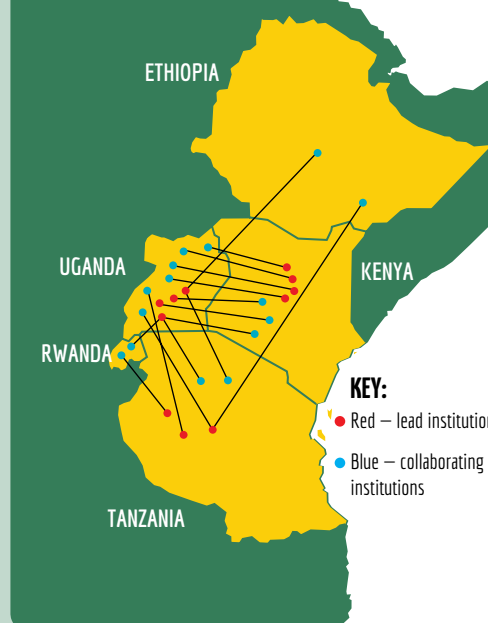 ETHIOPIA
UGANDA
KENYA
RWANDA
KEY:
Red – lead institution
Blue – collaborating
institutions
TANZANIA